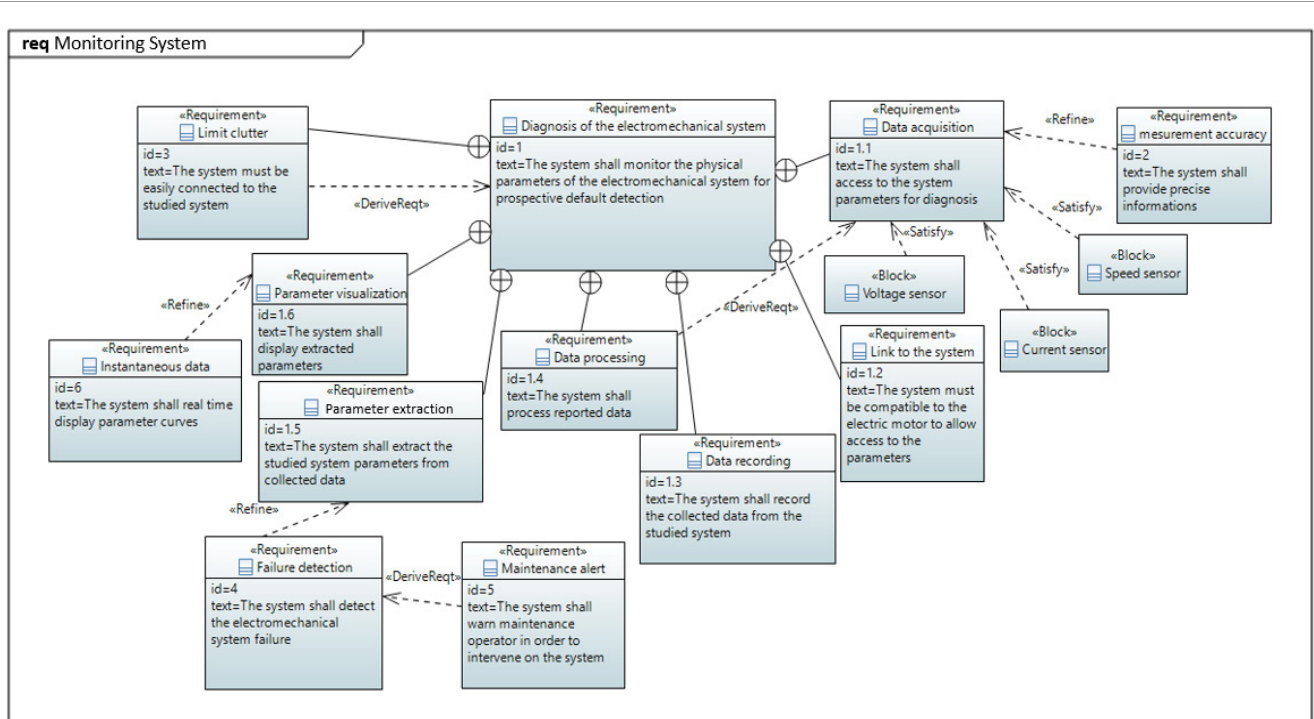 req Monitoring System
«Requirement»
Limit clutter
id=3
text=The system must be
easily connected to the
studied system
«Requirement»
Diagnosis of the electromechanical system
id=1
text=The system shall monitor the physical
parameters of the electromechanical system for
prospective default detection
«Requirement»
Data acquisition
id=1.1
text=The system shall
access to the system
parameters for diagnosis
«Refine»
«Requirement»
mesurement accuracy
id=2
text=The system shall
provide precise
informations
«DeriveReqt»
«Satisfy»
«Satisfy»
«Satisfy»
«Block»
Speed sensor
«Block»
Voltage sensor
«Block»
Current sensor
«Refine»
«Requirement»
Parameter visualization
id=1.6
text=The system shall
display extracted
parameters
«DeriveReqt»
«Requirement»
Instantaneous data
id=6
text=The system shall real time
display parameter curves
«Requirement»
Data processing
id=1.4
text=The system shall
process reported data
«Requirement»
Link to the system
id=1.2
text=The system must
be compatible to the
electric motor to allow
access to the
parameters
«Requirement»
Parameter extraction
id=1.5
text=The system shall extract the
studied system parameters from
collected data
«Requirement»
Data recording
id=1.3
text=The system shall record
the collected data from the
studied system
«Refine»
«Requirement»
Failure detection
id=4
text=The system shall detect
the electromechanical
system failure
«DeriveReqt»
«Requirement»
Maintenance alert
id=5
text=The system shall
warn maintenance
operator in order to
intervene on the system